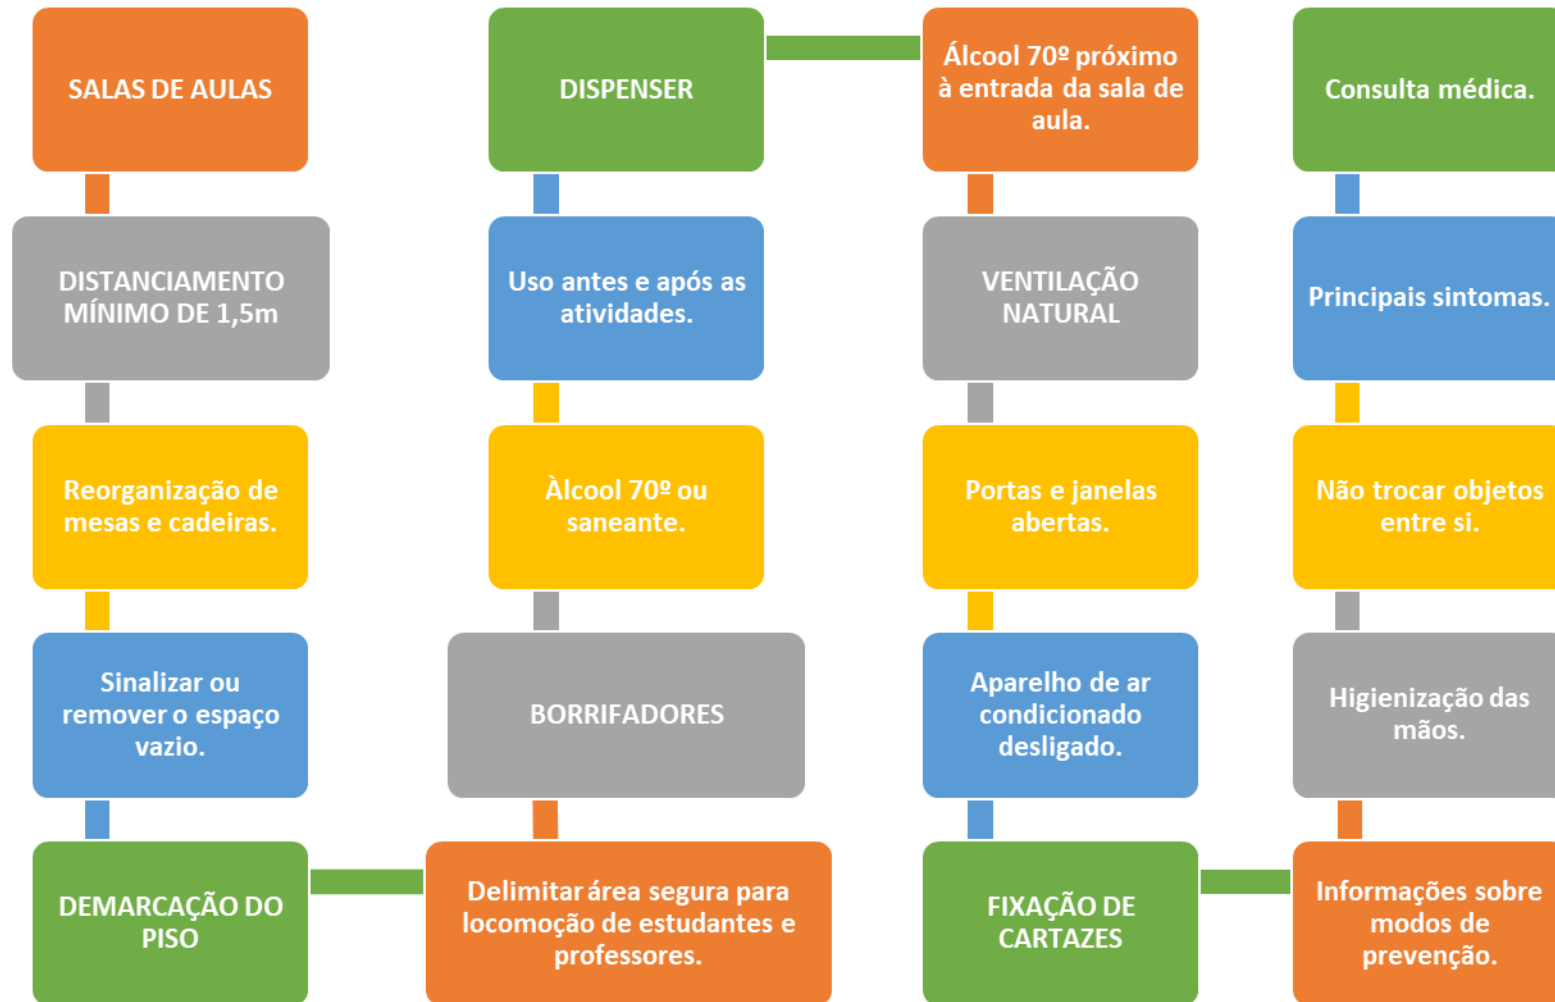 SALAS DE AULAS
DISTANCIAMENTO
MÍNIMO DE 1,5m
Reorganização de
mesas e cadeiras.
Sinalizar ou
remover o espaço
vazio.
DEMARCAÇÃO DO
PISO
Delimitar área segura para
locomoção de estudantes e
professores.
BORRIFADORES
Àlcool 70º ou
saneante.
Uso antes e após as
atividades.
DISPENSER
Álcool 70º próximo
à entrada da sala de
aula.
VENTILAÇÃO
NATURAL
Portas e janelas
abertas.
Aparelho de ar
condicionado
desligado.
FIXAÇÃO DE
CARTAZES
Informações sobre
modos de
prevenção.
Higienização das
mãos.
Não trocar objetos
entre si.
Principais sintomas.
Consulta médica.